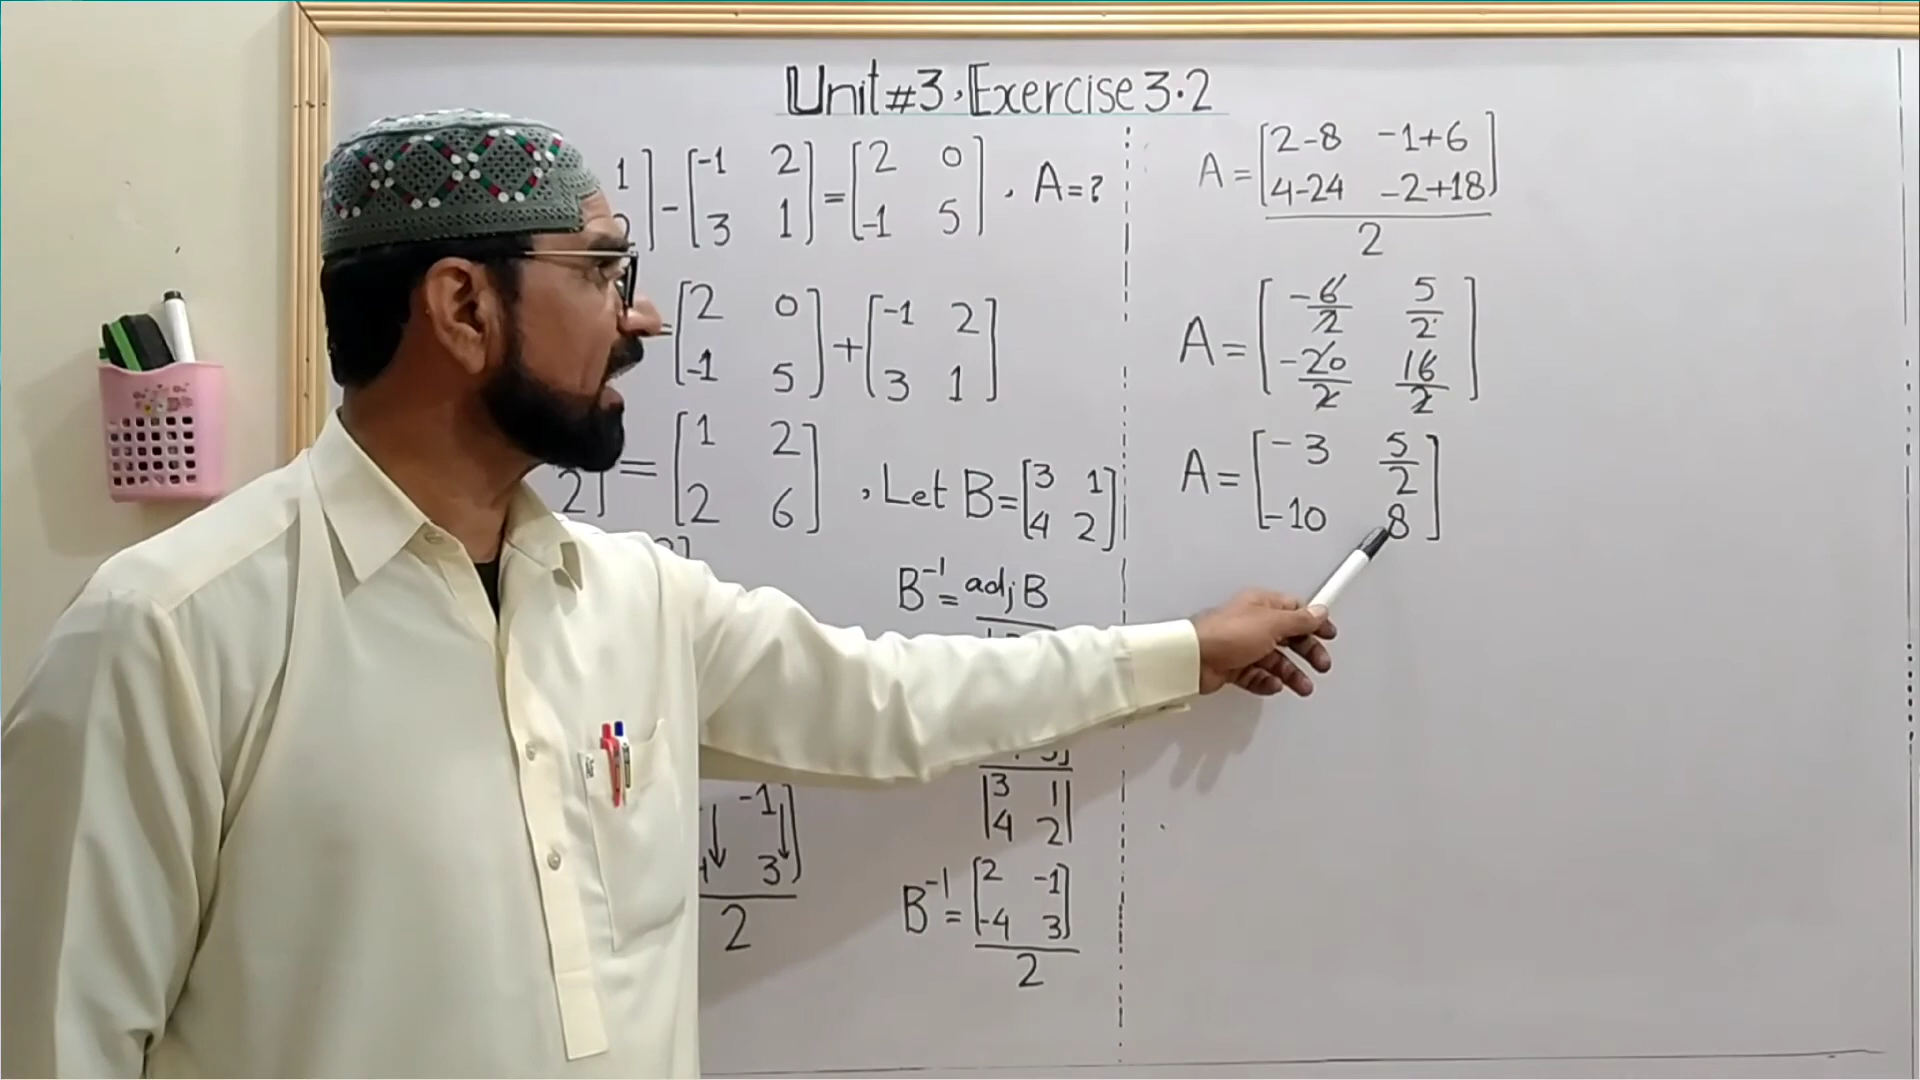 Unit#3, Exercise 3.2
1] - [-1 2] = [2 0] , A=?
[3 1] [-1 5]
= [2 0] + [-1 2]
[-1 5] [3 1]
= [1 2]
2] [2 6] , Let B = [3 1]
[4 2]
B⁻¹ = adj B
|3 1|
|4 2|
-1]
3]
2
B⁻¹ = [2 -1]
[-4 3]
2
A = [2-8 -1+6]
[4-24 -2+18]
2
A = [-6/2 5/2]
[-20/2 16/2]
A = [-3 5/2]
[-10 8]